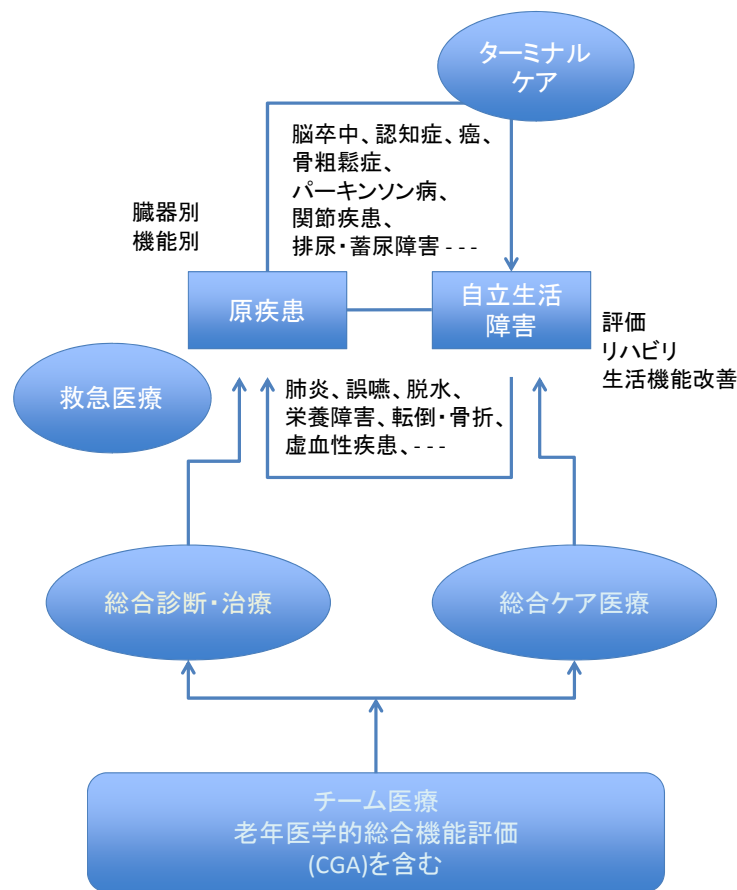 ターミナル
ケア
脳卒中、認知症、癌、
骨粗鬆症、
パーキンソン病、
関節疾患、
排尿・蓄尿障害 - - -
臓器別
機能別
原疾患
自立生活
障害
評価
リハビリ
生活機能改善
救急医療
肺炎、誤嚥、脱水、
栄養障害、転倒・骨折、
虚血性疾患、- - -
総合診断・治療
総合ケア医療
チーム医療
老年医学的総合機能評価
(CGA)を含む